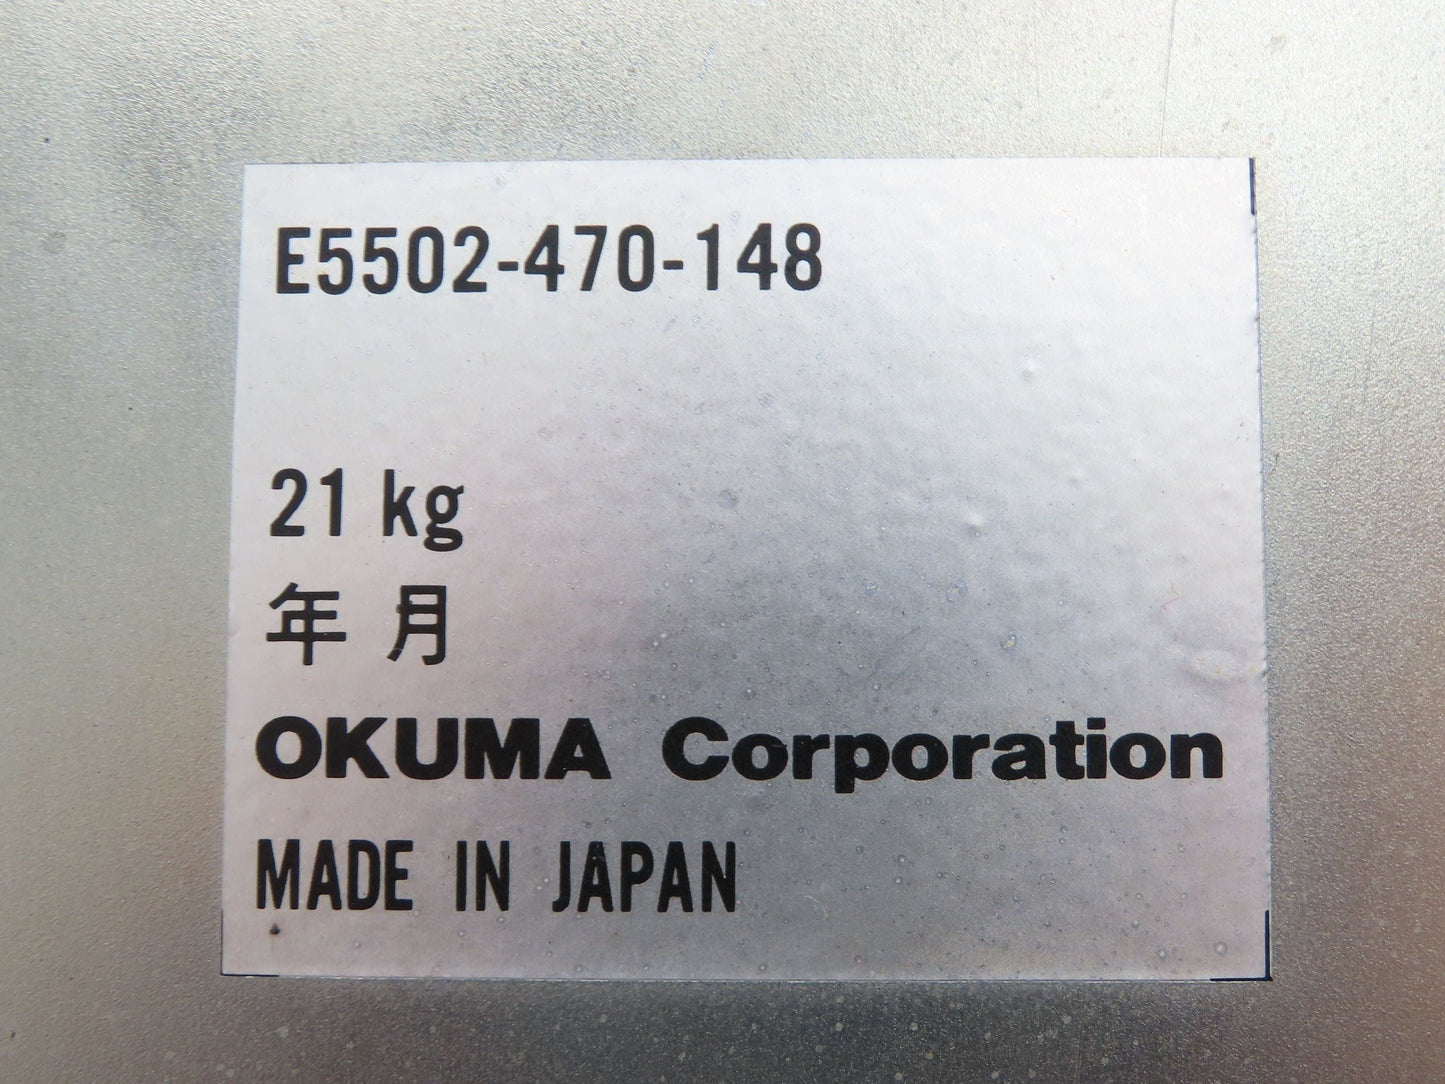 E5502-470-148
21 kg
年 月
OKUMA Corporation
MADE IN JAPAN